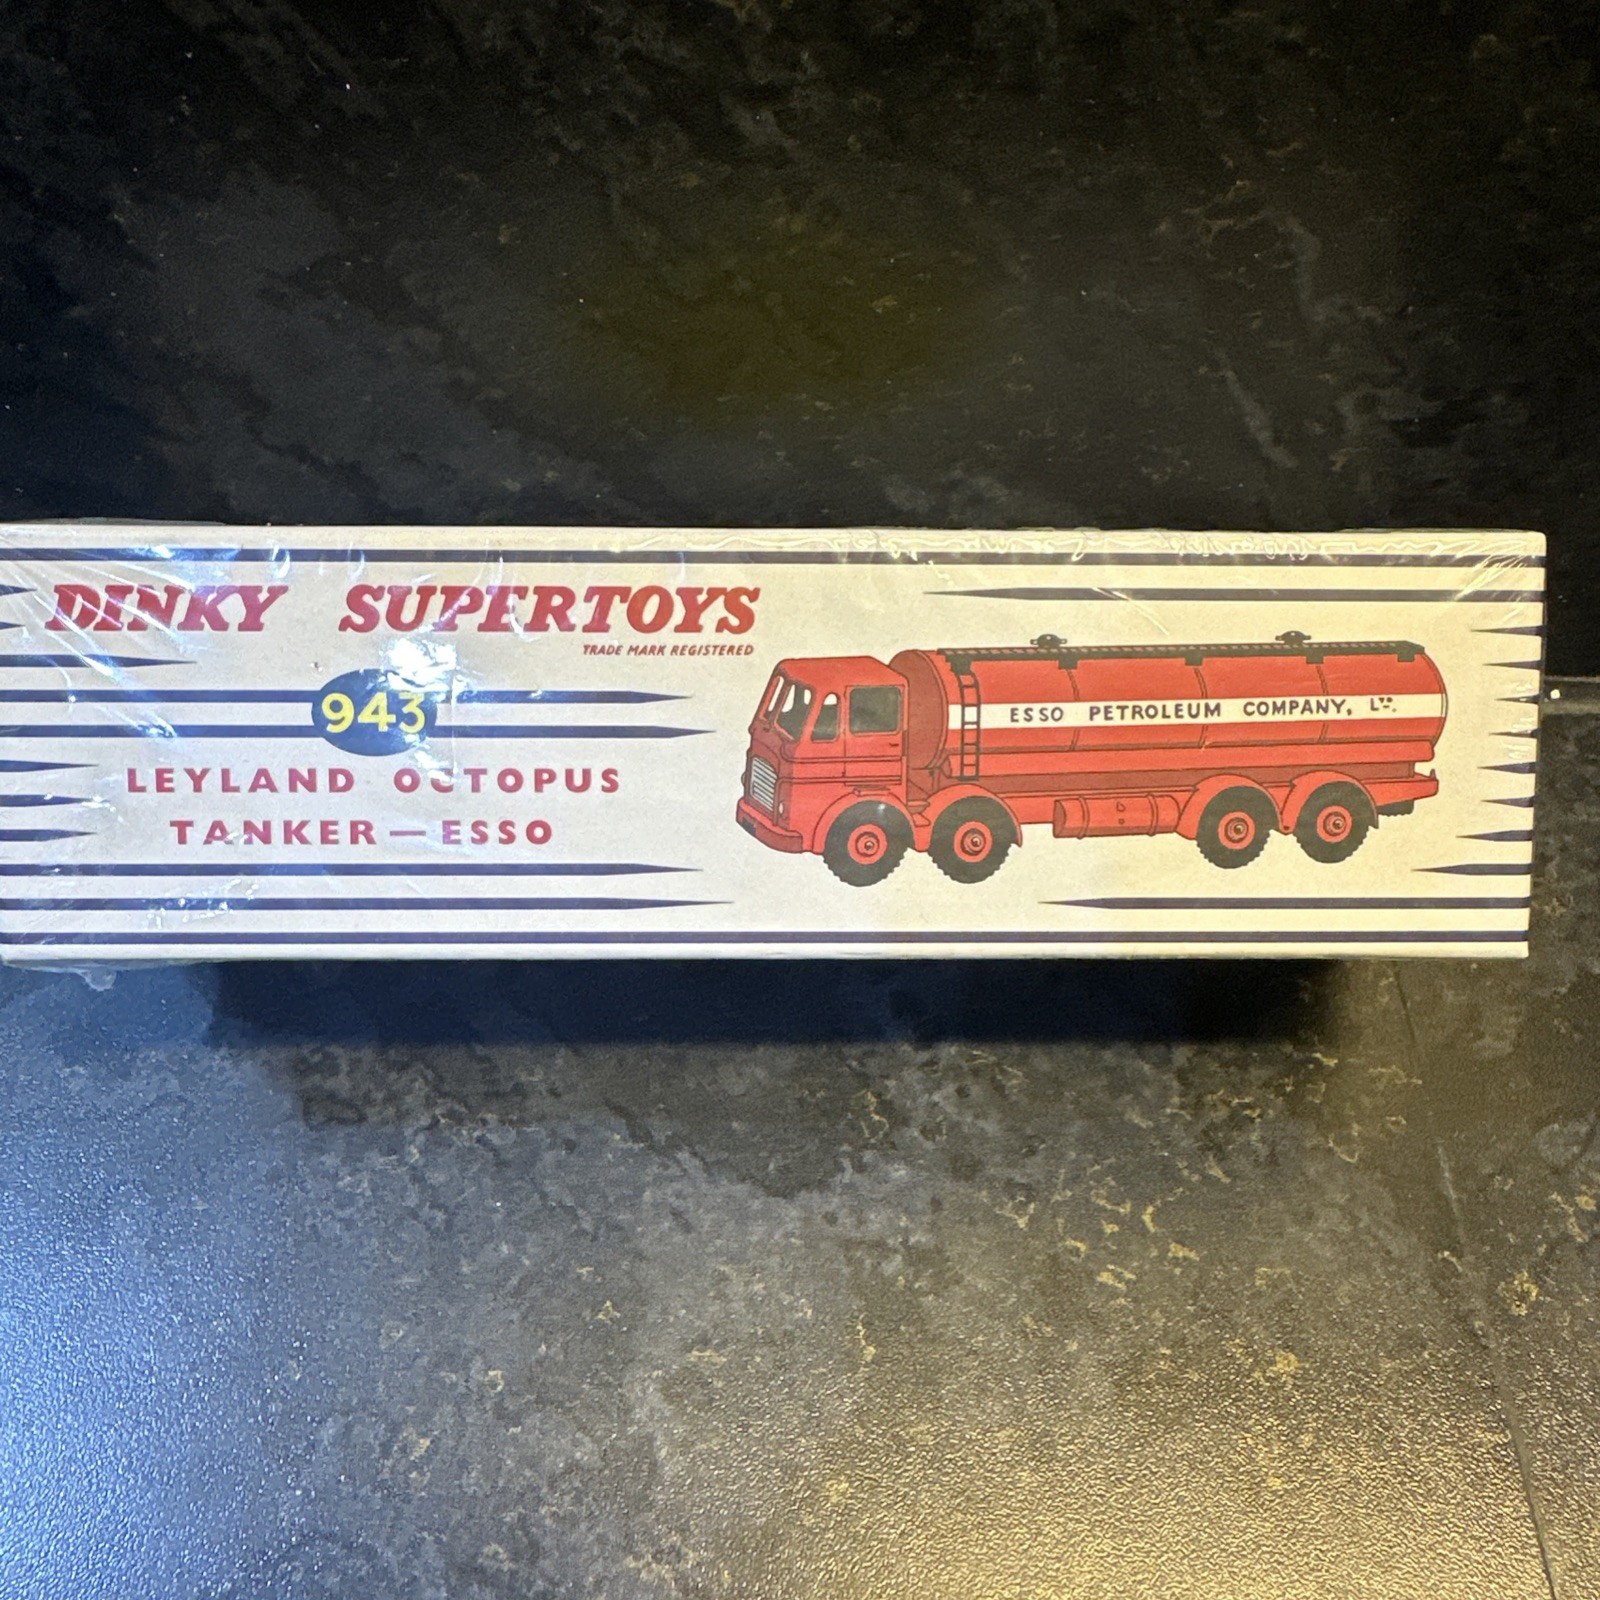 DINKY SUPERTOYS
TRADE MARK REGISTERED
943
LEYLAND OCTOPUS
TANKER — ESSO
ESSO PETROLEUM COMPANY, LTD.